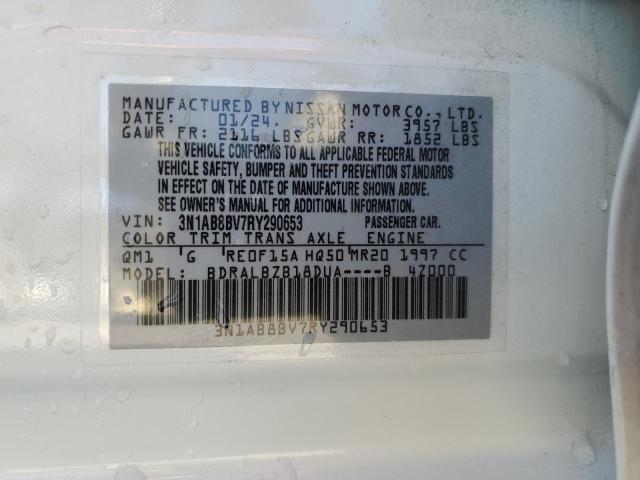 MANUFACTURED BY NISSAN MOTOR CO., LTD.
DATE: 01/24. GVWR: 3957 LBS
GAWR FR: 2116 LBS GAWR RR: 1852 LBS
THIS VEHICLE CONFORMS TO ALL APPLICABLE FEDERAL MOTOR
VEHICLE SAFETY, BUMPER AND THEFT PREVENTION STANDARDS
IN EFFECT ON THE DATE OF MANUFACTURE SHOWN ABOVE.
SEE OWNER'S MANUAL FOR ADDITIONAL INFORMATION.
VIN: 3N1AB8BV7RY290653 PASSENGER CAR.
COLOR TRIM TRANS AXLE ENGINE
QM1 G RE0F15A HQ50 MR20 1997 CC
MODEL: BDRALBZB18DUA----B 4Z000
3N1AB8BV7RY290653